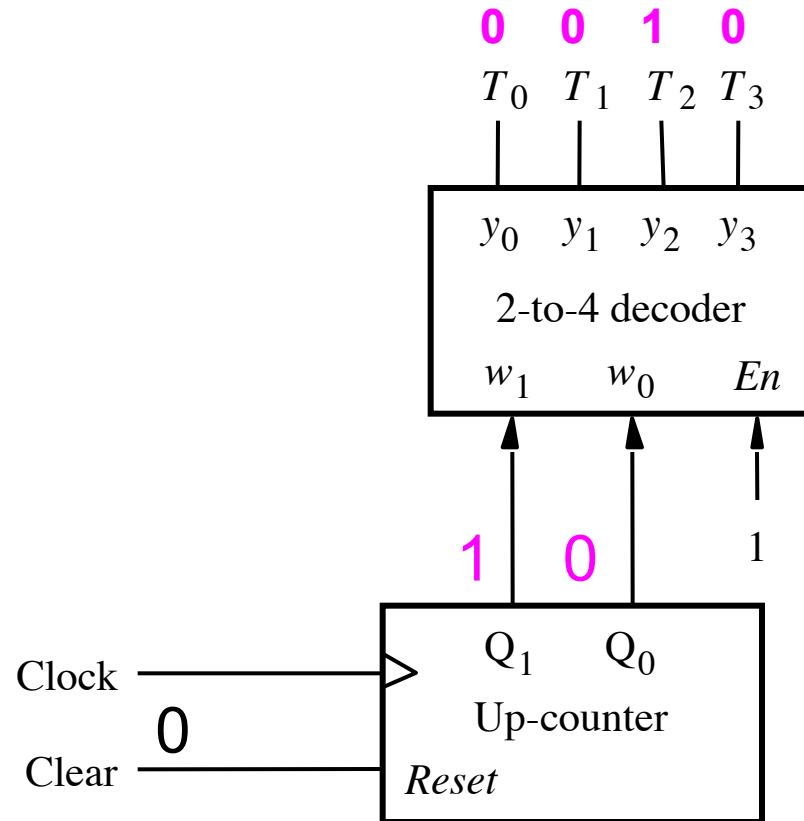 0 0 1 0
T0 T1 T2 T3
y0 y1 y2 y3
2-to-4 decoder
w1 w0 En
1 0 1
Q1 Q0
Clock
Up-counter
0
Clear
Reset